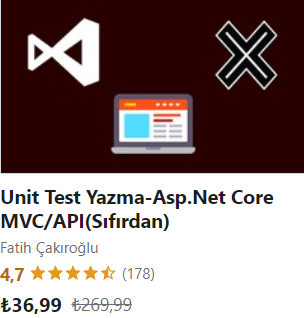 Unit Test Yazma-Asp.Net Core
MVC/API(Sıfırdan)
Fatih Çakıroğlu
4,7 (178)
₺36,99 ₺269,99